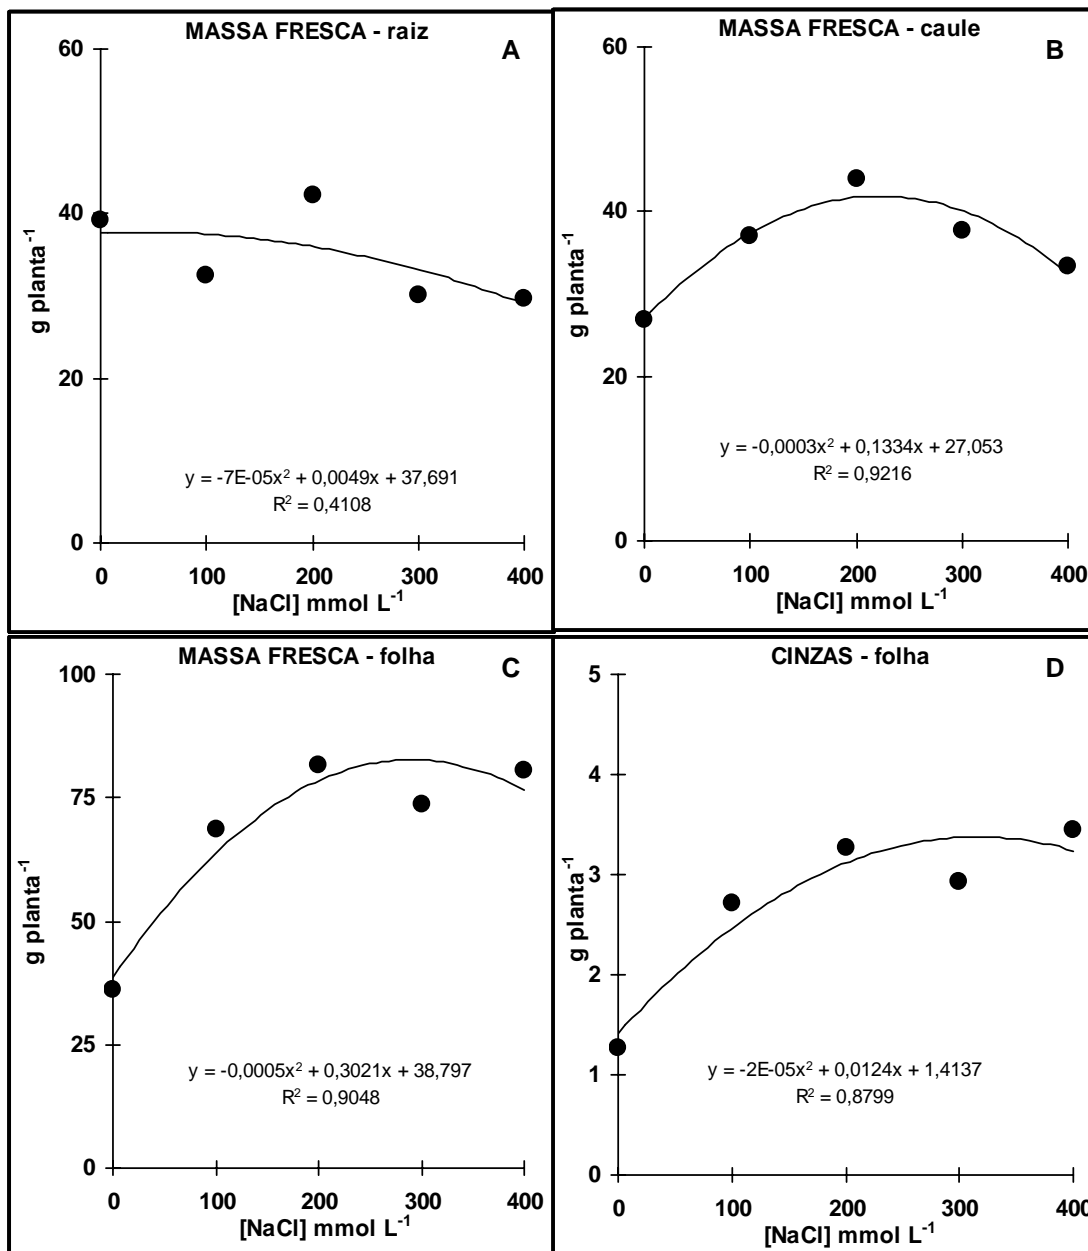 MASSA FRESCA - raiz
A
60
40
20
0
g planta⁻¹
y = -7E-05x² + 0,0049x + 37,691
R² = 0,4108
0 100 200 300 400
[NaCl] mmol L⁻¹
MASSA FRESCA - caule
B
60
40
20
0
g planta⁻¹
y = -0,0003x² + 0,1334x + 27,053
R² = 0,9216
0 100 200 300 400
[NaCl] mmol L⁻¹
MASSA FRESCA - folha
C
100
75
50
25
0
g planta⁻¹
y = -0,0005x² + 0,3021x + 38,797
R² = 0,9048
0 100 200 300 400
[NaCl] mmol L⁻¹
CINZAS - folha
D
5
4
3
2
1
0
g planta⁻¹
y = -2E-05x² + 0,0124x + 1,4137
R² = 0,8799
0 100 200 300 400
[NaCl] mmol L⁻¹